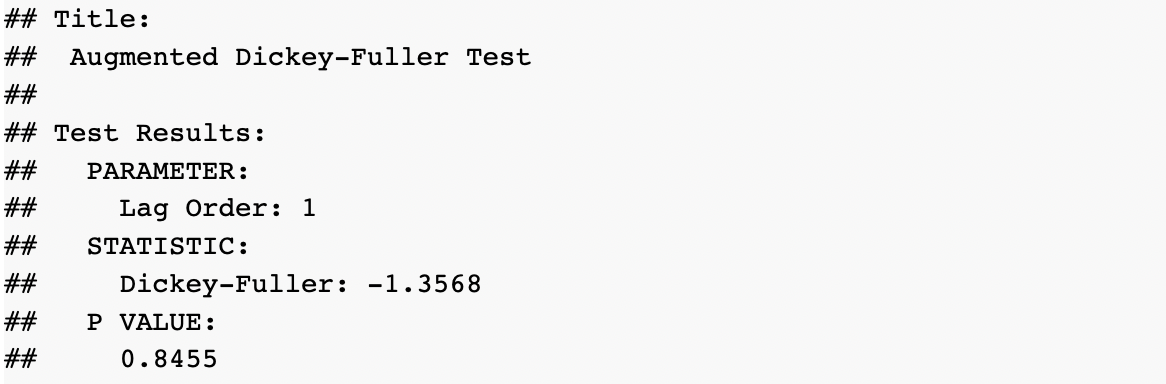 ## Title:
##  Augmented Dickey-Fuller Test
##
## Test Results:
##   PARAMETER:
##     Lag Order: 1
##   STATISTIC:
##     Dickey-Fuller: -1.3568
##   P VALUE:
##     0.8455